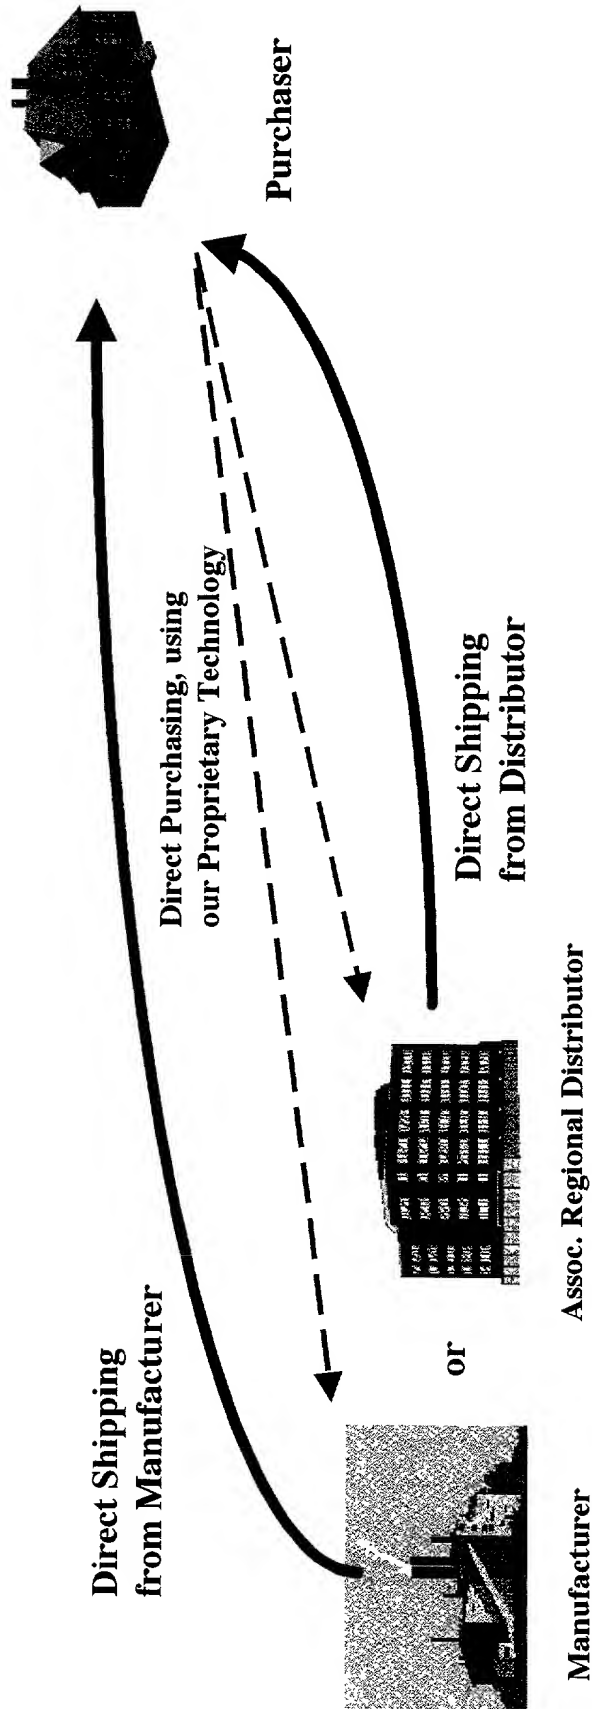 Direct Shipping
from Manufacturer
Direct Purchasing, using
our Proprietary Technology
Purchaser
Direct Shipping
from Distributor
or
Manufacturer
Assoc. Regional Distributor